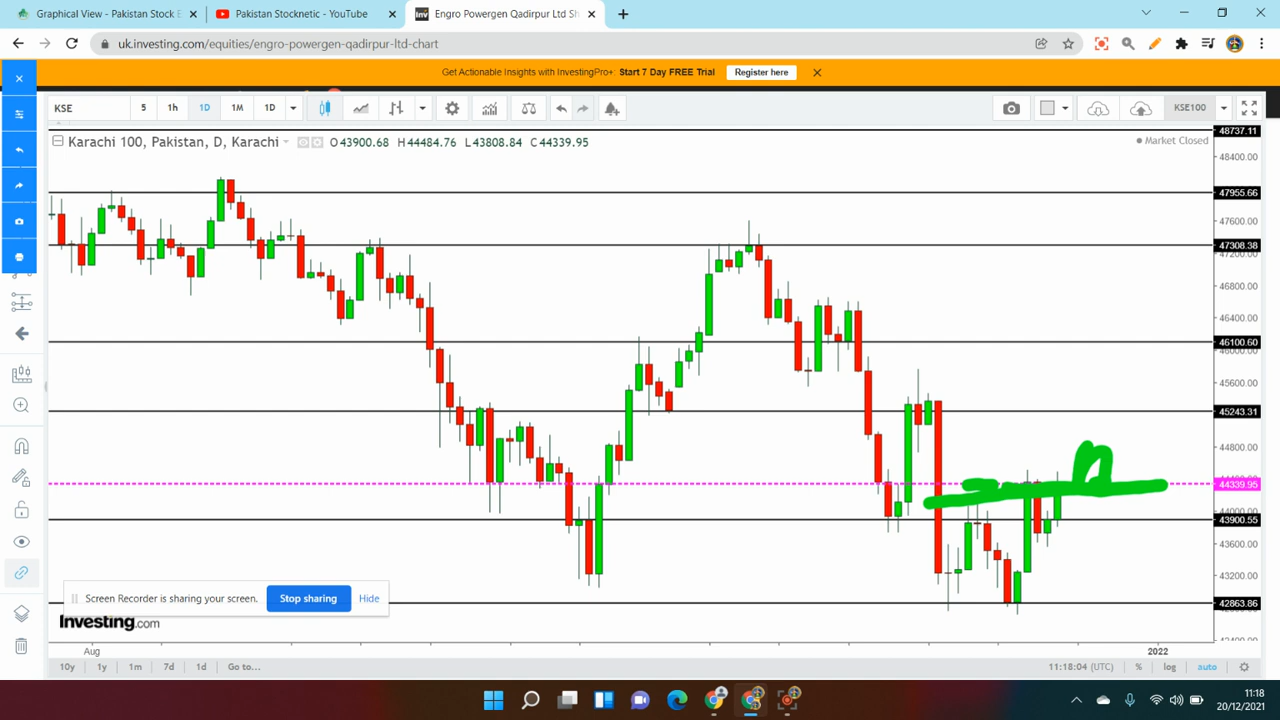 Graphical View - Pakistan Stock E
Pakistan Stocknetic - YouTube
Engro Powergen Qadirpur Ltd Sh
uk.investing.com/equities/engro-powergen-qadirpur-ltd-chart
Get Actionable Insights with InvestingPro+: Start 7 Day FREE Trial
Register here
KSE
5
1h
1D
1M
1D
KSE100
Karachi 100, Pakistan, D, Karachi
O 43900.68 H 44484.76 L 43808.84 C 44339.95
Market Closed
48737.11
48400.00
47955.66
47600.00
47308.38
47200.00
46800.00
46400.00
46100.60
46000.00
45600.00
45243.31
44800.00
44339.95
44000.00
43900.55
43600.00
43200.00
42863.86
Screen Recorder is sharing your screen.
Stop sharing
Hide
Investing.com
Aug
2022
10y
1y
1m
7d
1d
Go to...
11:18:04 (UTC)
%
log
auto
11:18
20/12/2021